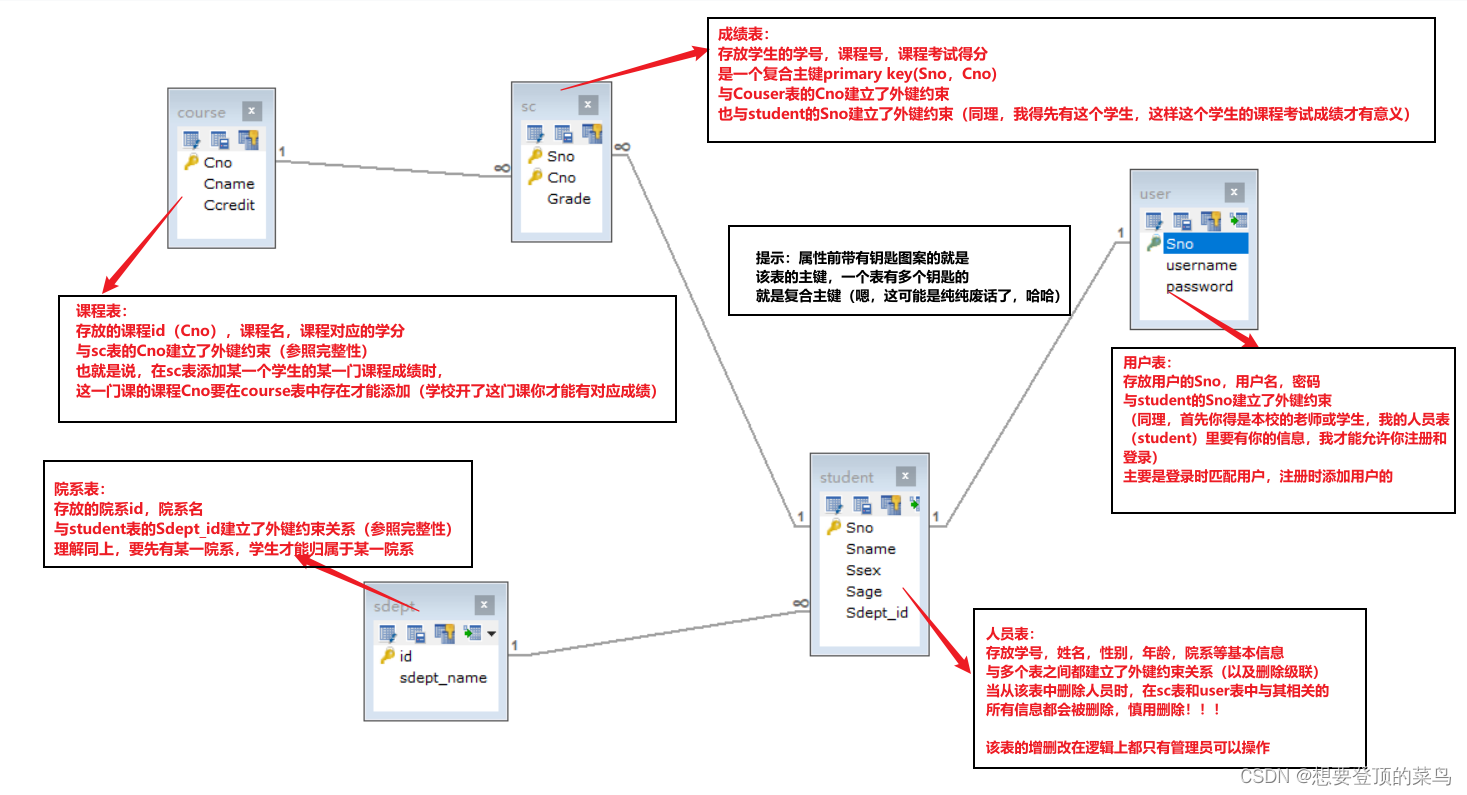 成绩表:
存放学生的学号，课程号，课程考试得分
是一个复合主键primary key(Sno，Cno)
与Couser表的Cno建立了外键约束
也与student的Sno建立了外键约束（同理，我得先有这个学生，这样这个学生的课程考试成绩才有意义）
course
Cno
Cname
Ccredit
1
∞
sc
Sno
Cno
Grade
∞
user
Sno
username
password
1
提示：属性前带有钥匙图案的就是
该表的主键，一个表有多个钥匙的
就是复合主键（嗯，这可能是纯纯废话了，哈哈）
课程表:
存放的课程id（Cno），课程名，课程对应的学分
与sc表的Cno建立了外键约束（参照完整性）
也就是说，在sc表添加某一个学生的某一门课程成绩时，
这一门课的课程Cno要在course表中存在才能添加（学校开了这门课你才能有对应成绩）
用户表:
存放用户的Sno，用户名，密码
与student的Sno建立了外键约束
（同理，首先你得是本校的老师或学生，我的人员表
（student）里要有你的信息，我才能允许你注册和
登录）
主要是登录时匹配用户，注册时添加用户的
院系表:
存放的院系id，院系名
与student表的Sdept_id建立了外键约束关系（参照完整性）
理解同上，要先有某一院系，学生才能归属于某一院系
student
Sno
Sname
Ssex
Sage
Sdept_id
1
1
∞
sdept
id
sdept_name
1
人员表:
存放学号，姓名，性别，年龄，院系等基本信息
与多个表之间都建立了外键约束关系（以及删除级联）
当从该表中删除人员时，在sc表和user表中与其相关的
所有信息都会被删除，慎用删除！！！
该表的增删改在逻辑上都只有管理员可以操作
CSDN @想要登顶的菜鸟